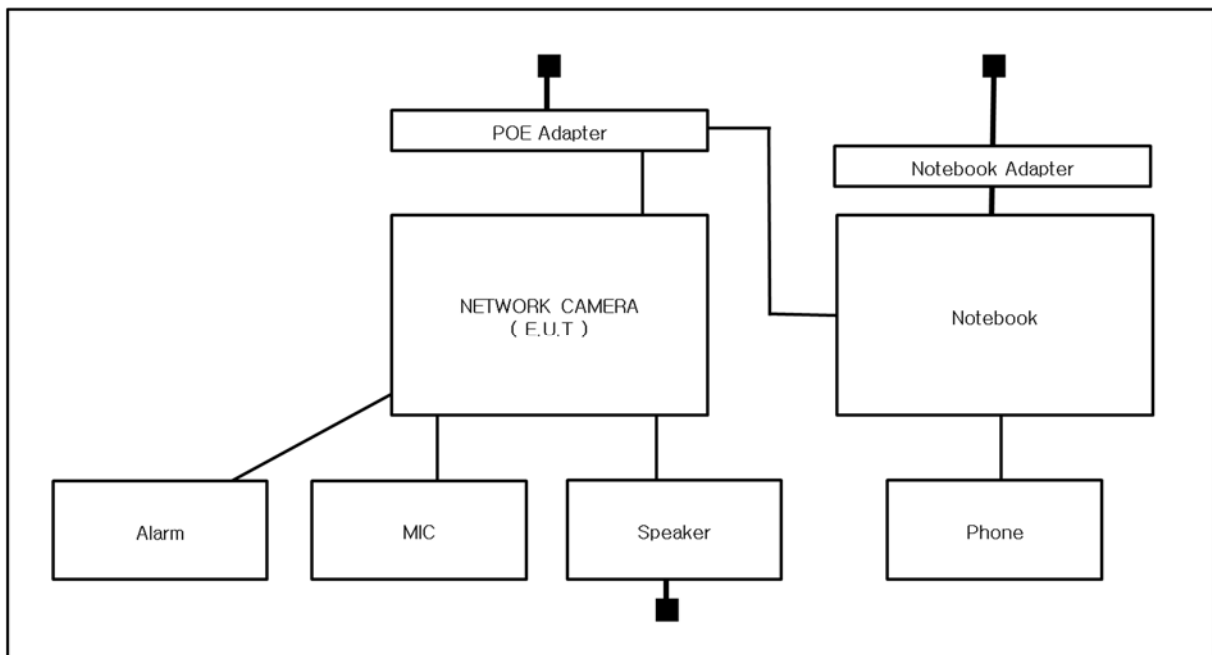 POE Adapter
Notebook Adapter
NETWORK CAMERA
( E.U.T )
Notebook
Alarm
MIC
Speaker
Phone